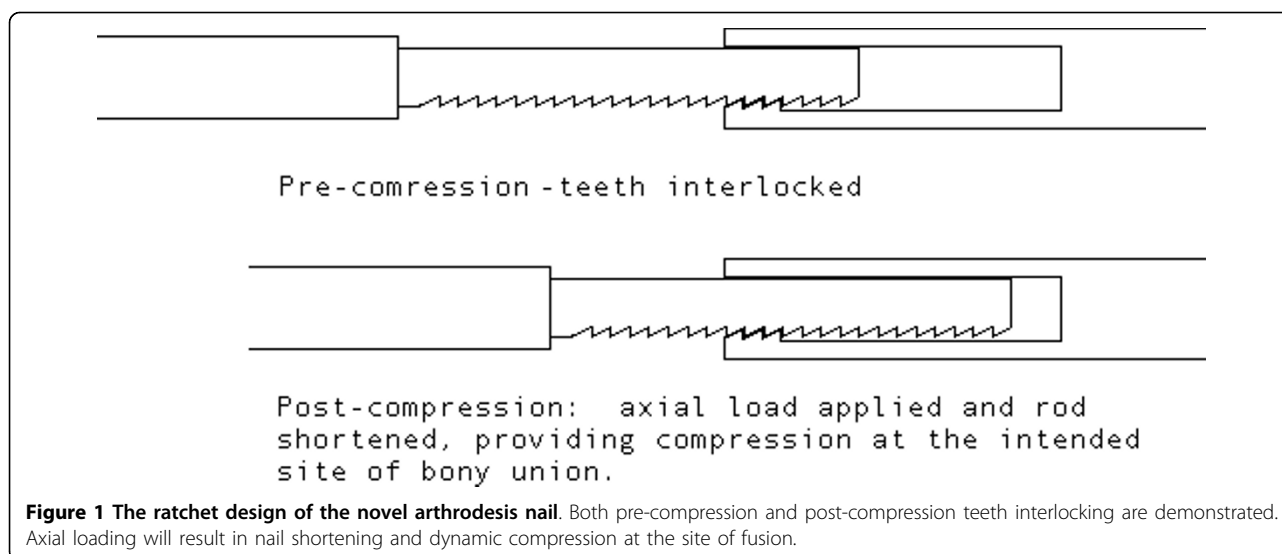 Pre-comression -teeth interlocked
Post-compression: axial load applied and rod
shortened, providing compression at the intended
site of bony union.
Figure 1 The ratchet design of the novel arthrodesis nail. Both pre-compression and post-compression teeth interlocking are demonstrated.
Axial loading will result in nail shortening and dynamic compression at the site of fusion.